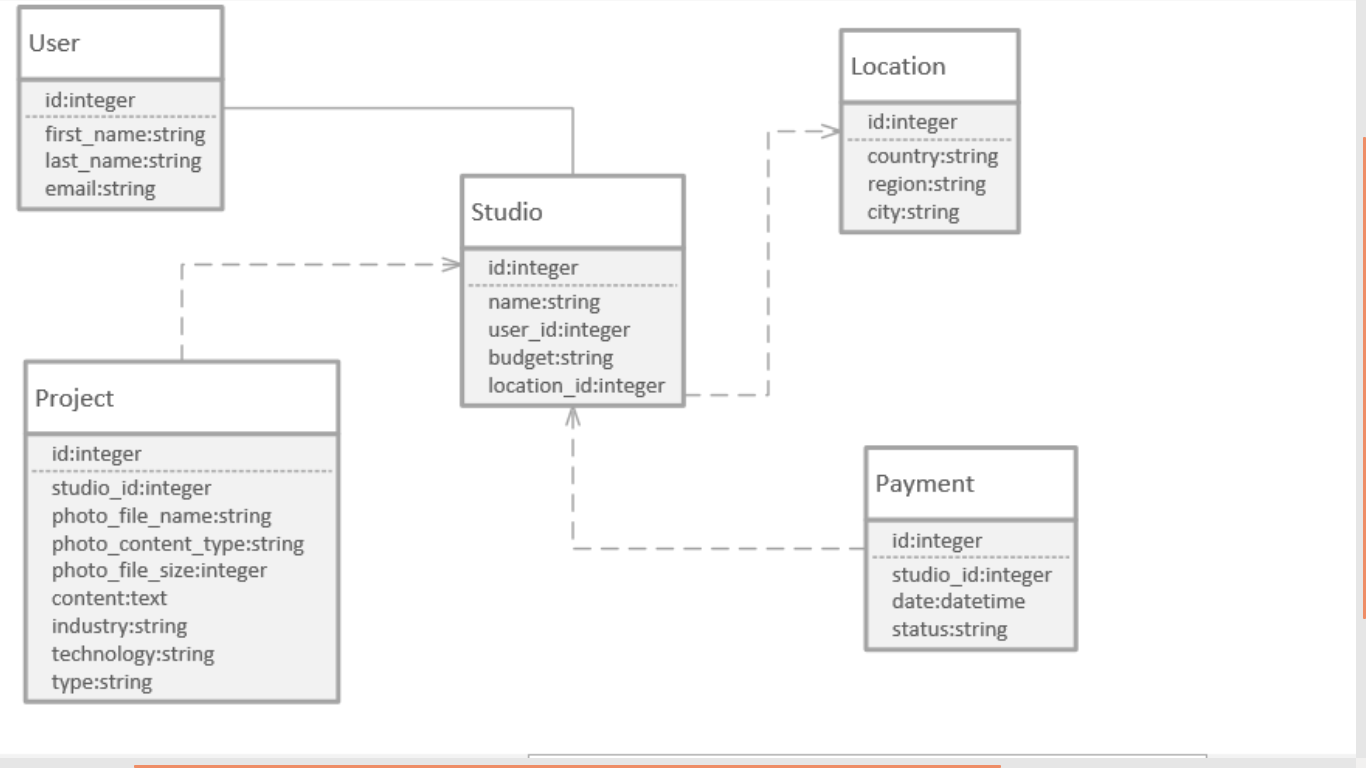 User
id:integer
first_name:string
last_name:string
email:string
Location
id:integer
country:string
region:string
city:string
Studio
id:integer
name:string
user_id:integer
budget:string
location_id:integer
Project
id:integer
studio_id:integer
photo_file_name:string
photo_content_type:string
photo_file_size:integer
content:text
industry:string
technology:string
type:string
Payment
id:integer
studio_id:integer
date:datetime
status:string